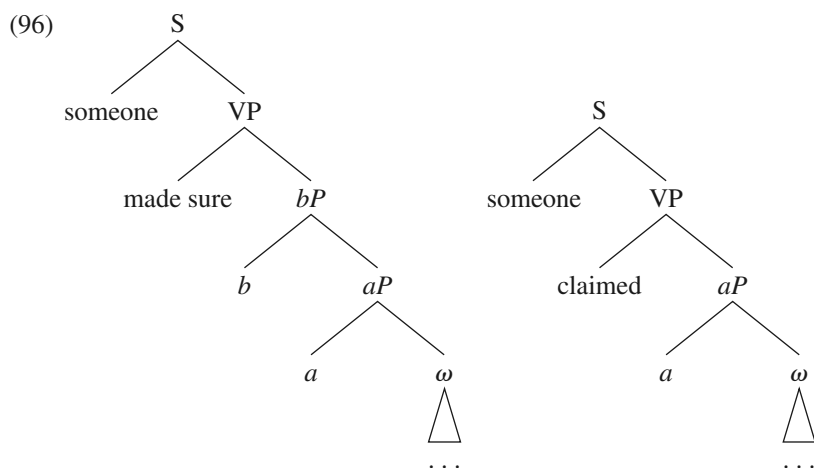 (96) S
someone VP S
made sure bP someone VP
b aP claimed aP
a ω a ω
... ...